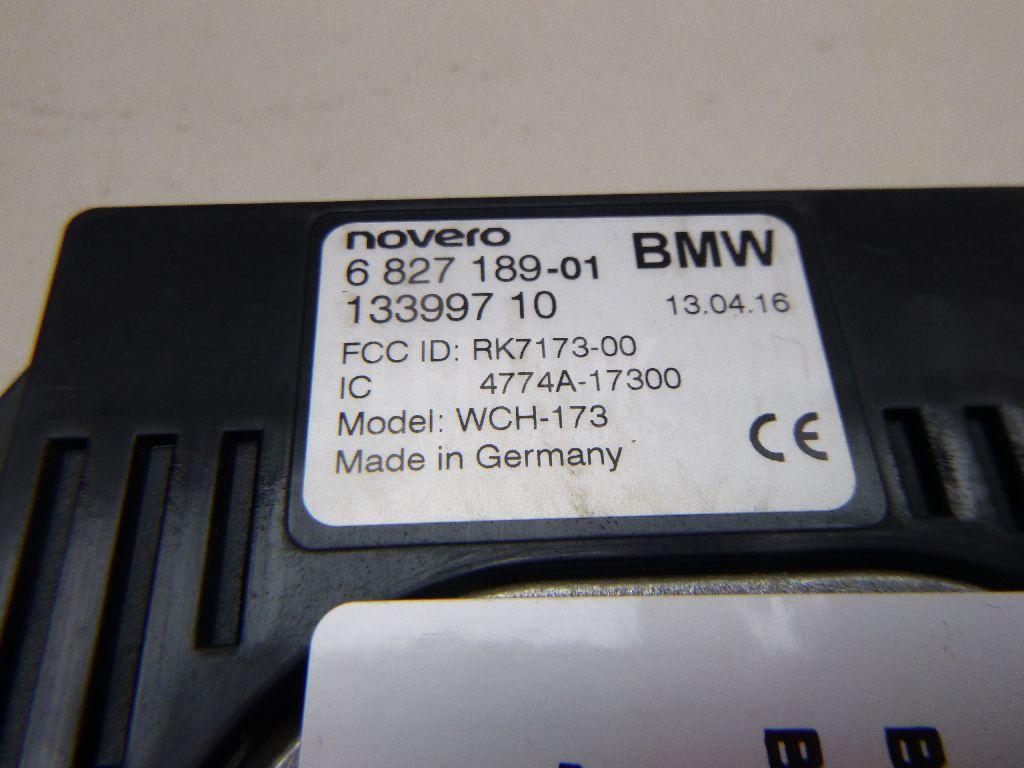 novero
BMW
6 827 189-01
133997 10
13.04.16
FCC ID: RK7173-00
IC 4774A-17300
Model: WCH-173
Made in Germany
CE
B B